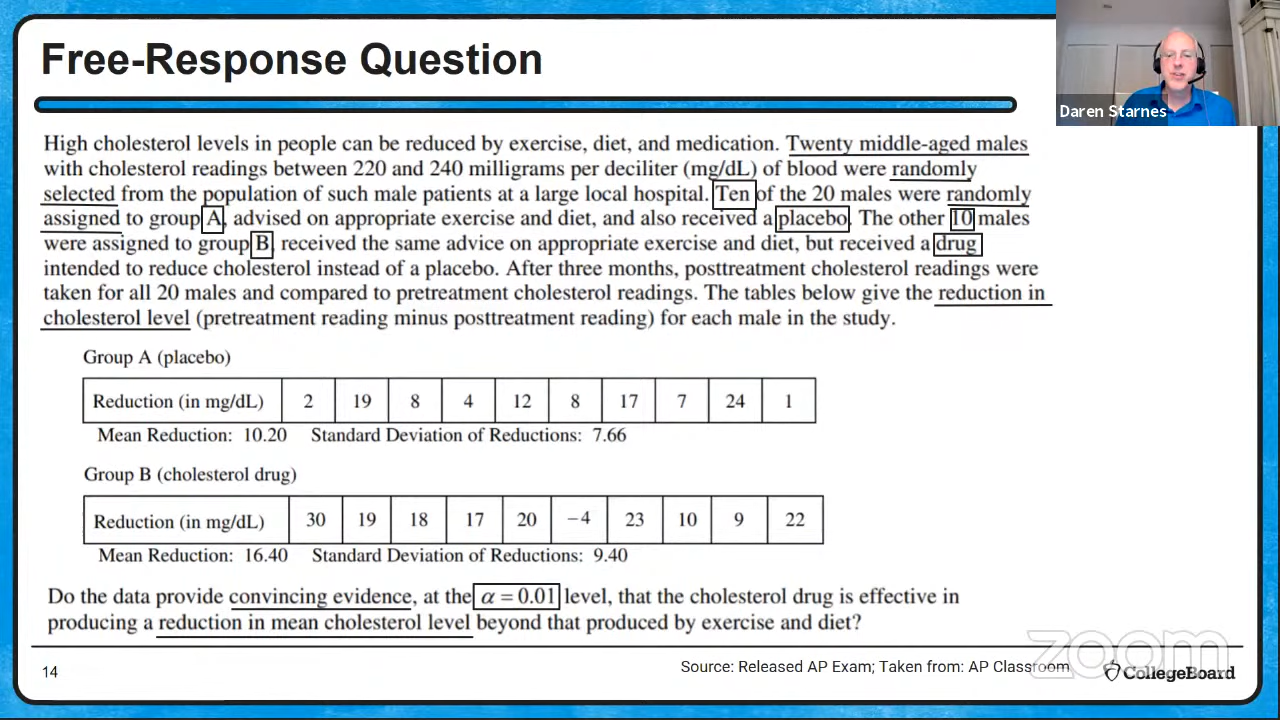 Free-Response Question
Daren Starnes
High cholesterol levels in people can be reduced by exercise, diet, and medication. Twenty middle-aged males
with cholesterol readings between 220 and 240 milligrams per deciliter (mg/dL) of blood were randomly
selected from the population of such male patients at a large local hospital. Ten of the 20 males were randomly
assigned to group A, advised on appropriate exercise and diet, and also received a placebo. The other 10 males
were assigned to group B, received the same advice on appropriate exercise and diet, but received a drug
intended to reduce cholesterol instead of a placebo. After three months, posttreatment cholesterol readings were
taken for all 20 males and compared to pretreatment cholesterol readings. The tables below give the reduction in
cholesterol level (pretreatment reading minus posttreatment reading) for each male in the study.
Group A (placebo)
Reduction (in mg/dL) 2 19 8 4 12 8 17 7 24 1
Mean Reduction: 10.20 Standard Deviation of Reductions: 7.66
Group B (cholesterol drug)
Reduction (in mg/dL) 30 19 18 17 20 −4 23 10 9 22
Mean Reduction: 16.40 Standard Deviation of Reductions: 9.40
Do the data provide convincing evidence, at the α = 0.01 level, that the cholesterol drug is effective in
producing a reduction in mean cholesterol level beyond that produced by exercise and diet?
zoom
14
Source: Released AP Exam; Taken from: AP Classroom
CollegeBoard